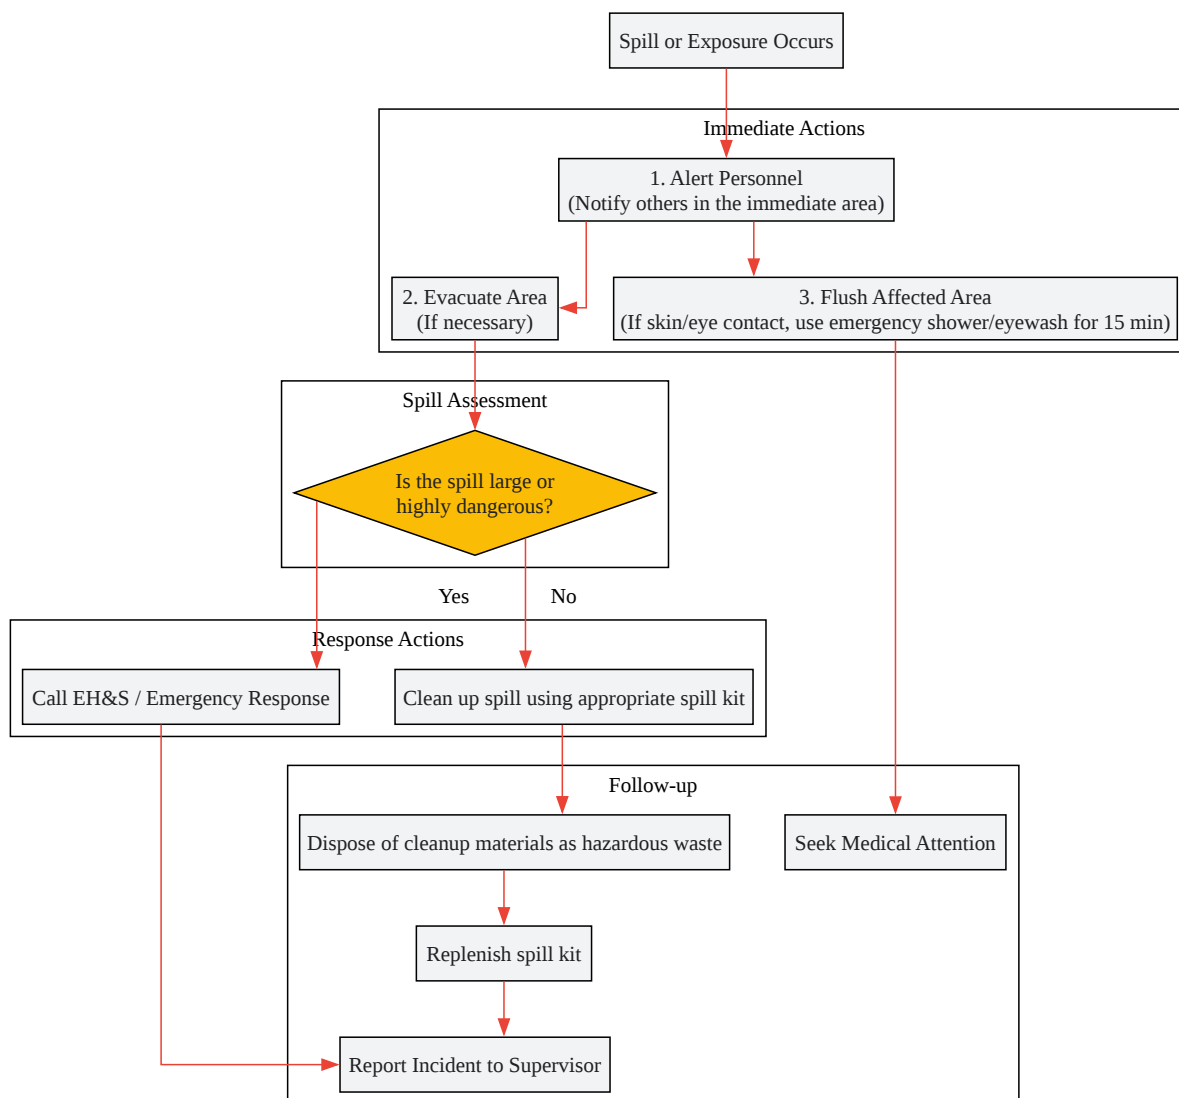 Spill or Exposure Occurs
Immediate Actions
1. Alert Personnel
(Notify others in the immediate area)
2. Evacuate Area
(If necessary)
3. Flush Affected Area
(If skin/eye contact, use emergency shower/eyewash for 15 min)
Spill Assessment
Is the spill large or
highly dangerous?
Yes
No
Response Actions
Call EH&S / Emergency Response
Clean up spill using appropriate spill kit
Follow-up
Dispose of cleanup materials as hazardous waste
Seek Medical Attention
Replenish spill kit
Report Incident to Supervisor